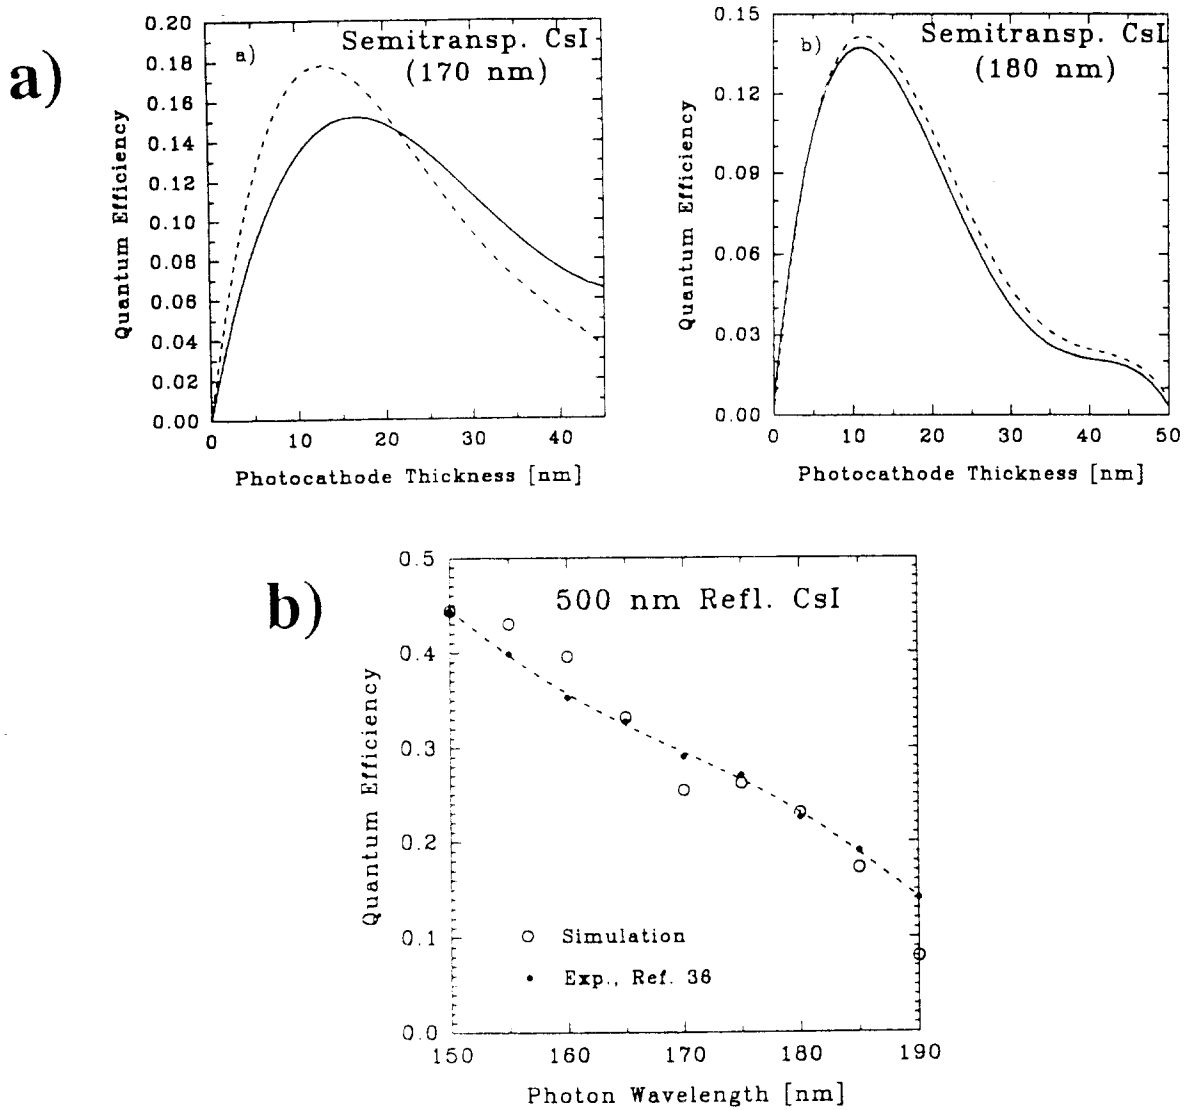 a)
a)
Semitransp. CsI
(170 nm)
0.20
0.18
0.16
0.14
0.12
0.10
0.08
0.06
0.04
0.02
0.00
Quantum Efficiency
0
10
20
30
40
Photocathode Thickness [nm]
b)
Semitransp. CsI
(180 nm)
0.15
0.12
0.09
0.06
0.03
0.00
Quantum Efficiency
0
10
20
30
40
50
Photocathode Thickness [nm]
b)
500 nm Refl. CsI
0.5
0.4
0.3
0.2
0.1
0.0
Quantum Efficiency
Simulation
Exp., Ref. 36
150
160
170
180
190
Photon Wavelength [nm]